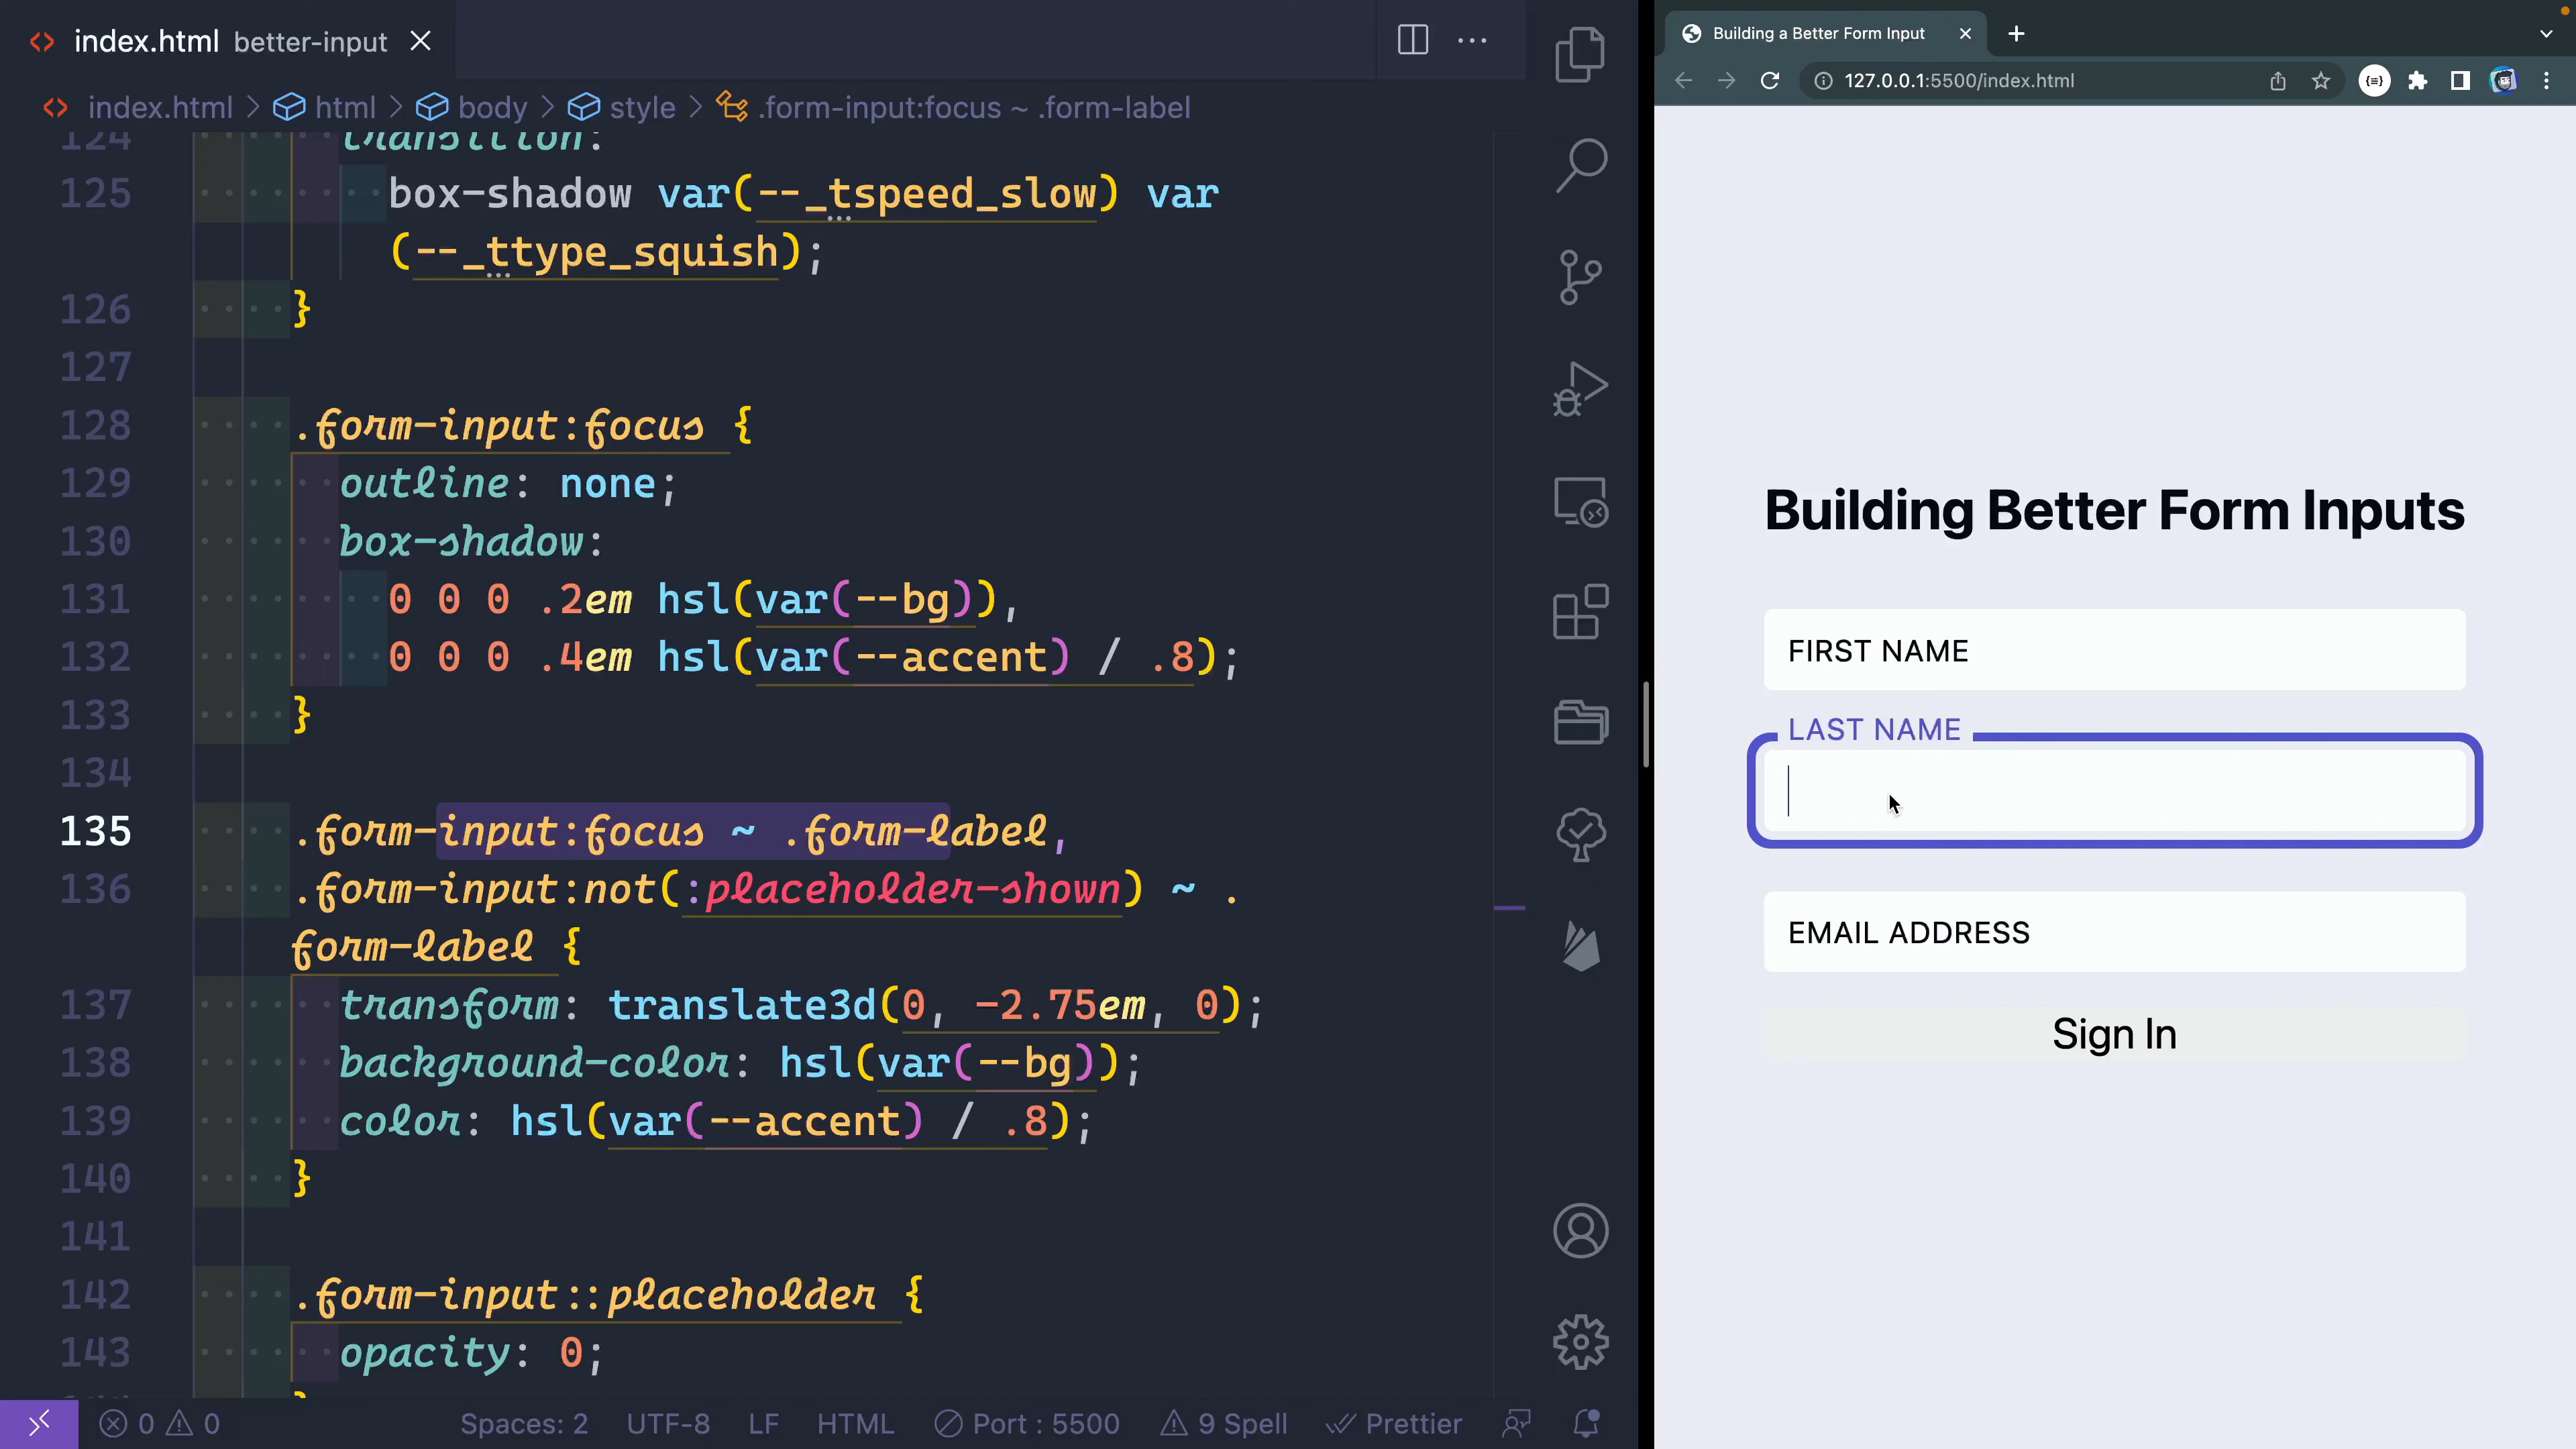 index.html better-input
index.html > html > body > style > .form-input:focus ~ .form-label
124 transition:
125 box-shadow var(--_tspeed_slow) var
(--_ttype_squish);
126 }
127
128 .form-input:focus {
129 outline: none;
130 box-shadow:
131 0 0 0 .2em hsl(var(--bg)),
132 0 0 0 .4em hsl(var(--accent) / .8);
133 }
134
135 .form-input:focus ~ .form-label,
136 .form-input:not(:placeholder-shown) ~ .
form-label {
137 transform: translate3d(0, -2.75em, 0);
138 background-color: hsl(var(--bg));
139 color: hsl(var(--accent) / .8);
140 }
141
142 .form-input::placeholder {
143 opacity: 0;
0 0 Spaces: 2 UTF-8 LF HTML Port : 5500 9 Spell Prettier
Building a Better Form Input
127.0.0.1:5500/index.html
Building Better Form Inputs
FIRST NAME
LAST NAME
EMAIL ADDRESS
Sign In